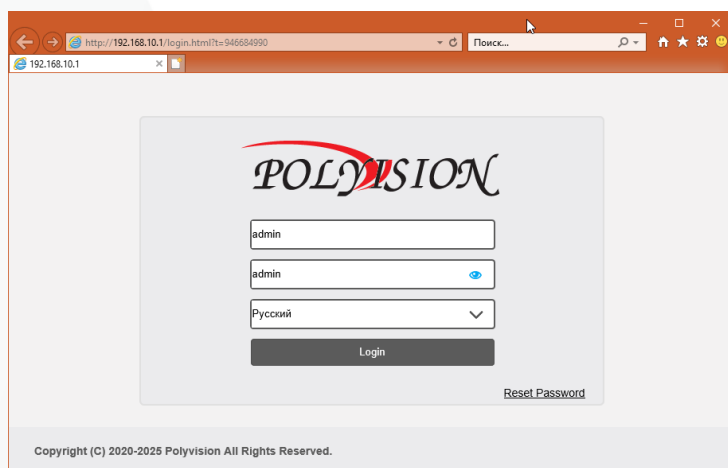 http://192.168.10.1/login.html?t=946684990
Поиск...
192.168.10.1
POLYVISION
admin
admin
Русский
Login
Reset Password
Copyright (C) 2020-2025 Polyvision All Rights Reserved.